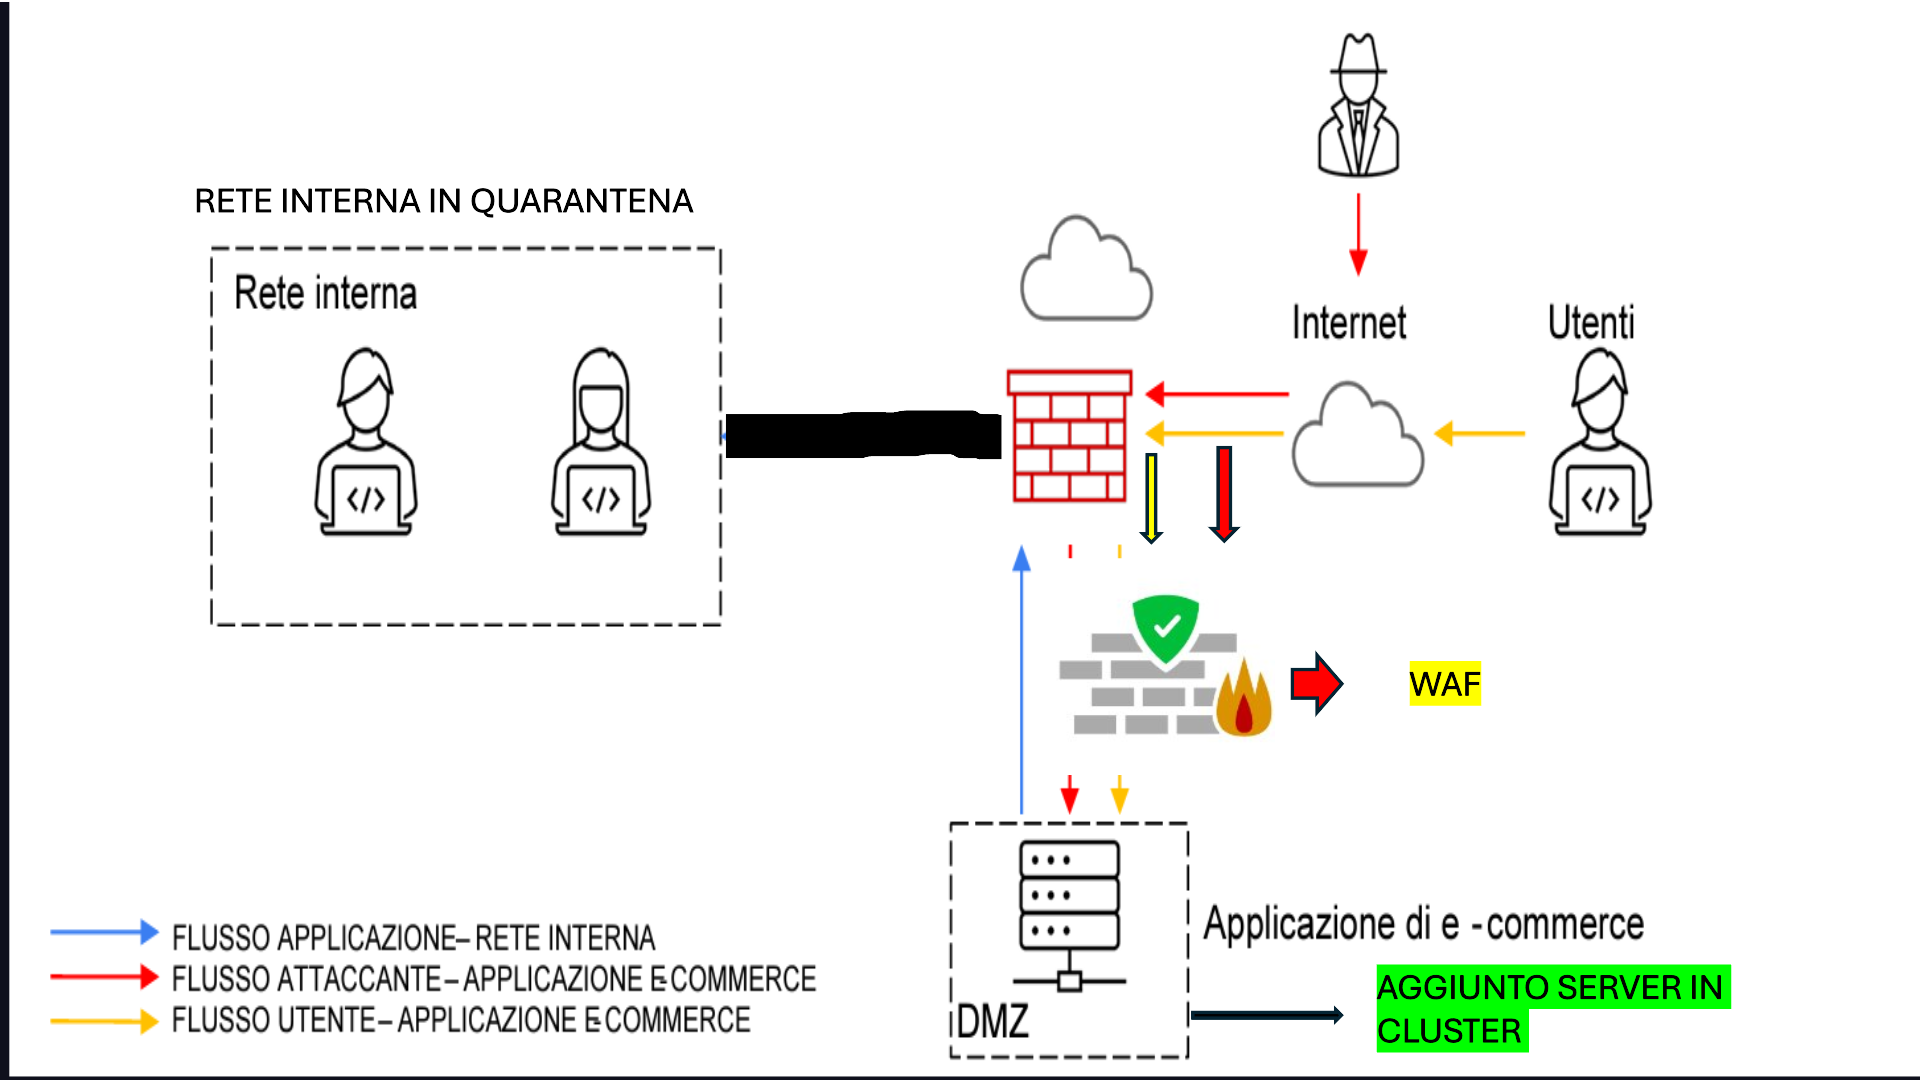 RETE INTERNA IN QUARANTENA
Rete interna
Internet
Utenti
WAF
Applicazione di e -commerce
AGGIUNTO SERVER IN
CLUSTER
DMZ
FLUSSO APPLICAZIONE– RETE INTERNA
FLUSSO ATTACCANTE– APPLICAZIONE E-COMMERCE
FLUSSO UTENTE– APPLICAZIONE E-COMMERCE